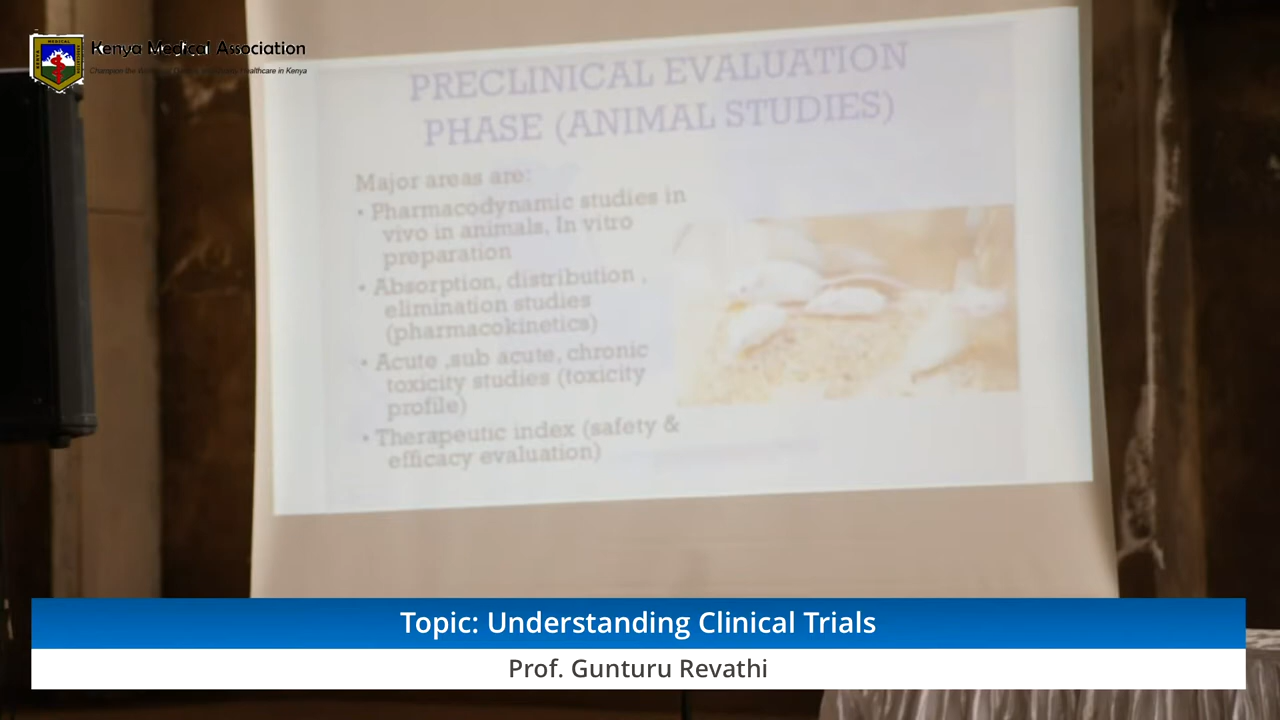 Kenya Medical Association
PRECLINICAL EVALUATION
PHASE (ANIMAL STUDIES)
Major areas are:
• Pharmacodynamic studies in
vivo in animals, In vitro
preparation
• Absorption, distribution ,
elimination studies
(pharmacokinetics)
• Acute ,sub acute, chronic
toxicity studies (toxicity
profile)
• Therapeutic index (safety &
efficacy evaluation)
Topic: Understanding Clinical Trials
Prof. Gunturu Revathi